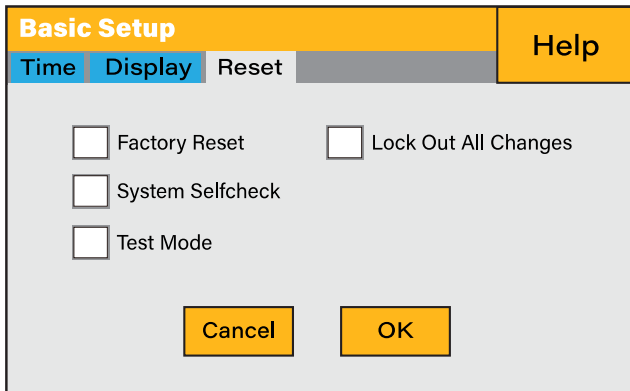 Basic Setup
Help
Time Display Reset
Factory Reset Lock Out All Changes
System Selfcheck
Test Mode
Cancel OK